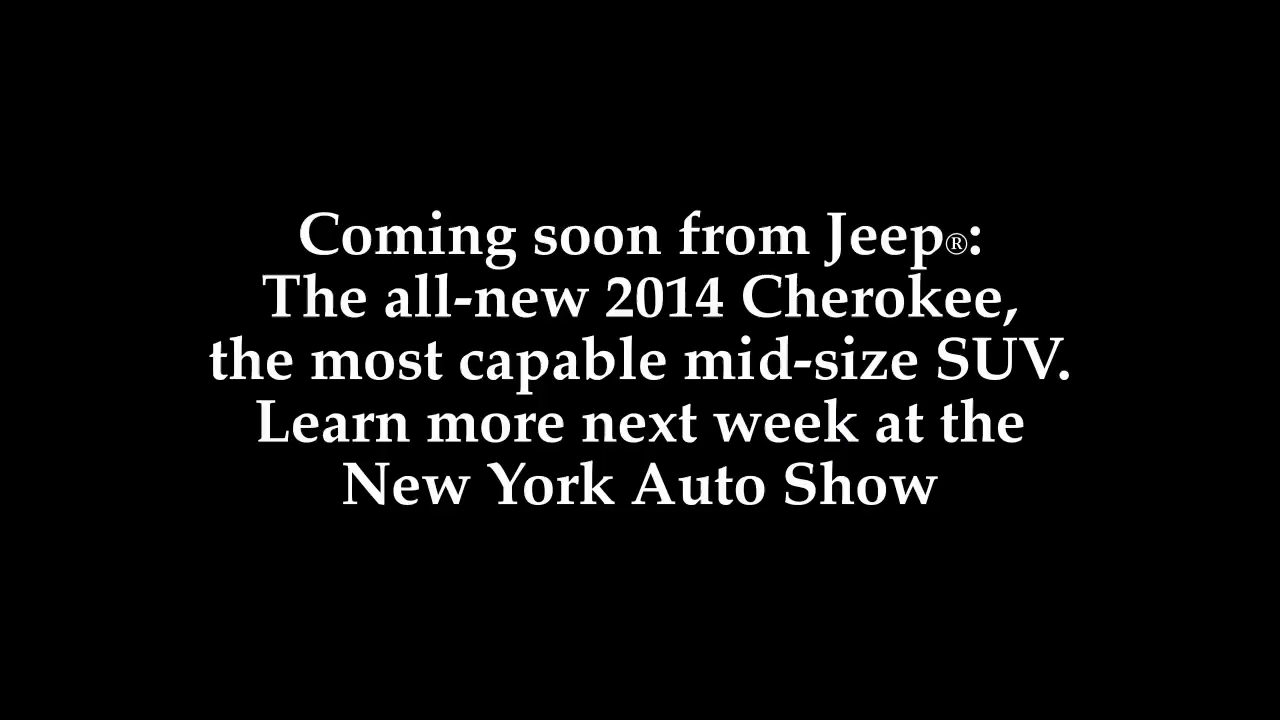 Coming soon from Jeep®:
The all-new 2014 Cherokee,
the most capable mid-size SUV.
Learn more next week at the
New York Auto Show